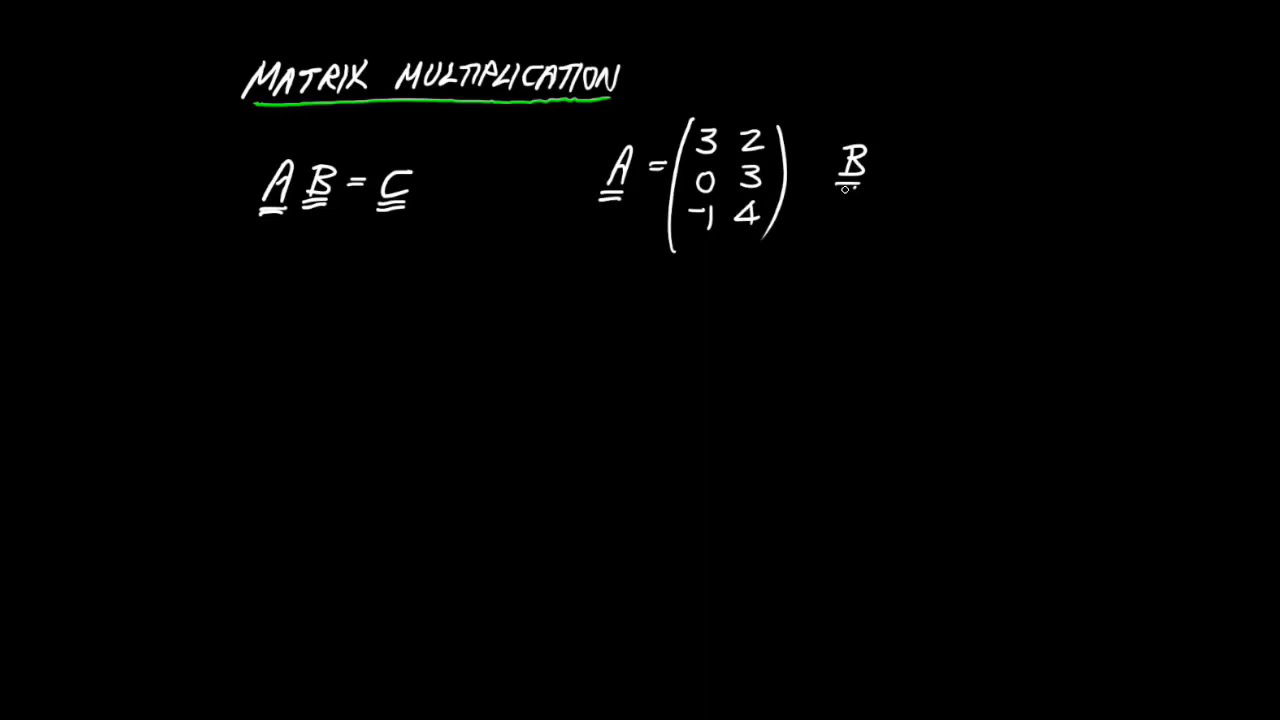 MATRIX MULTIPLICATION
A B = C
A = ( 3 2
0 3
-1 4 )
B